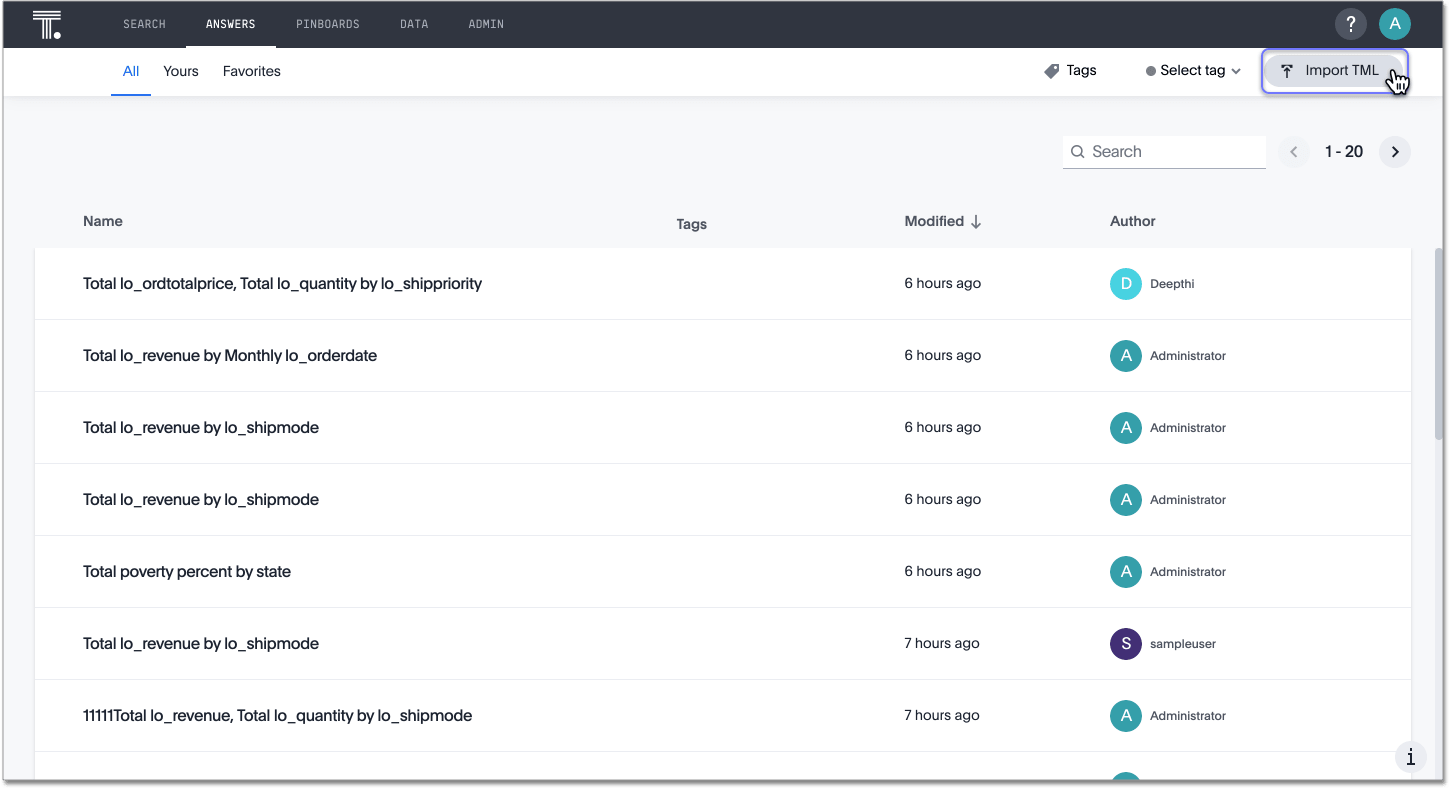 T. SEARCH ANSWERS PINBOARDS DATA ADMIN ? A
All Yours Favorites Tags Select tag Import TML
Search 1 - 20
Name Tags Modified Author
Total lo_ordtotalprice, Total lo_quantity by lo_shippriority 6 hours ago D Deepthi
Total lo_revenue by Monthly lo_orderdate 6 hours ago A Administrator
Total lo_revenue by lo_shipmode 6 hours ago A Administrator
Total lo_revenue by lo_shipmode 6 hours ago A Administrator
Total poverty percent by state 6 hours ago A Administrator
Total lo_revenue by lo_shipmode 7 hours ago S sampleuser
11111Total lo_revenue, Total lo_quantity by lo_shipmode 7 hours ago A Administrator
i